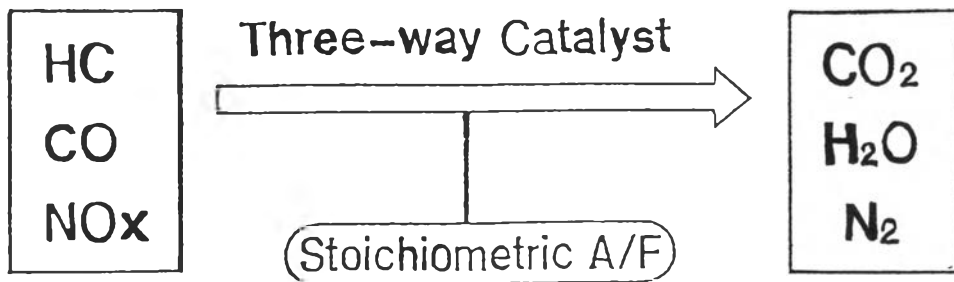 HC
CO
NOx
Three-way Catalyst
Stoichiometric A/F
CO₂
H₂O
N₂